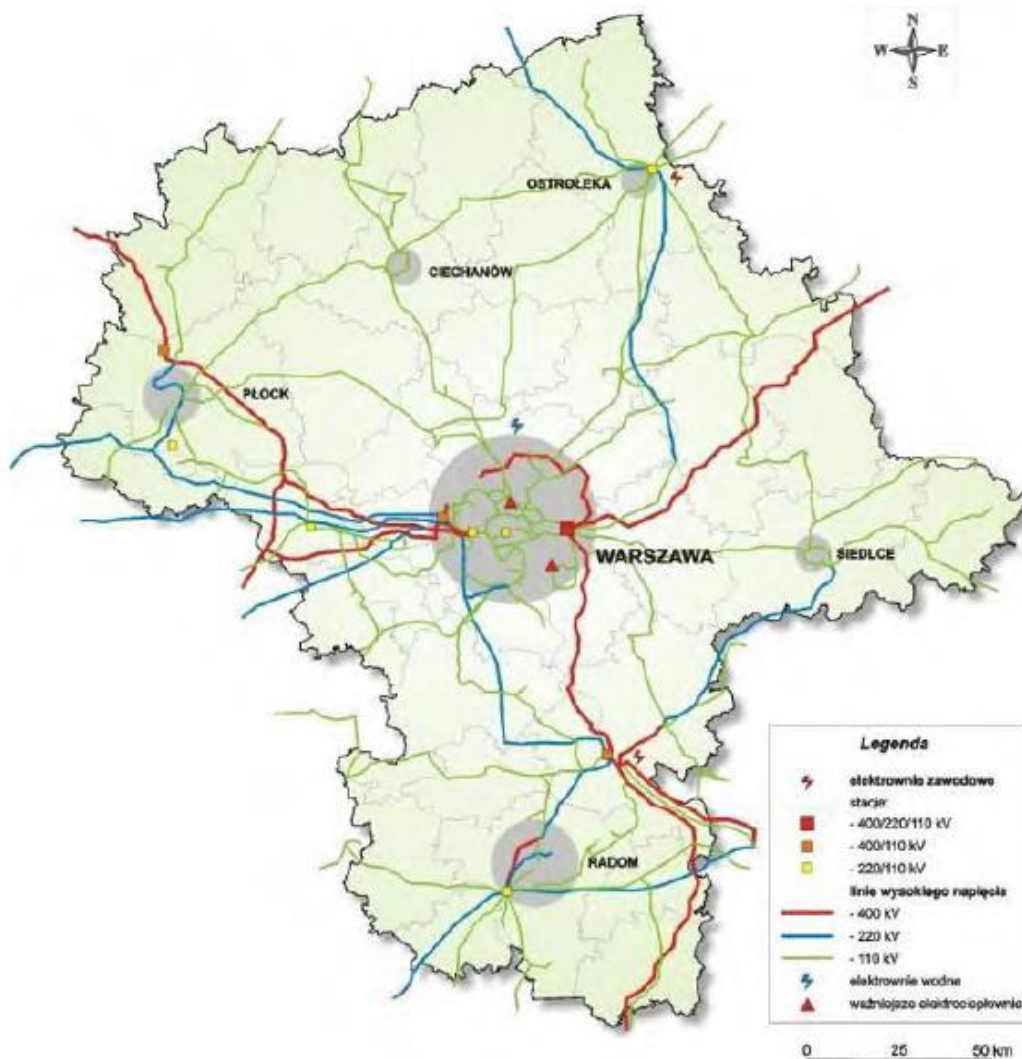 N
W E
S
OSTROŁEKA
CIECHANÓW
PŁOCK
WARSZAWA
SIEDLCE
RADOM
Legenda
elektrownie zawodowe
stacje:
- 400/220/110 kV
- 400/110 kV
- 220/110 kV
linie wysokiego napięcia
- 400 kV
- 220 kV
- 110 kV
elektrownie wodne
ważniejsze elektrociepłownie
0 25 50 km